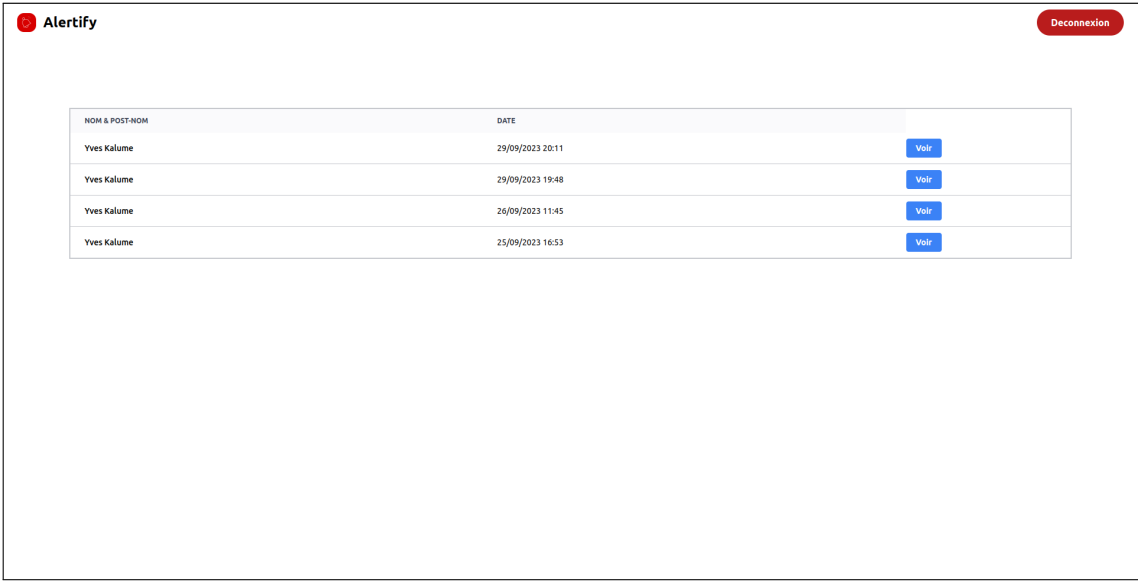 Alertify
Deconnexion
NOM & POST-NOM DATE
Yves Kalume 29/09/2023 20:11 Voir
Yves Kalume 29/09/2023 19:48 Voir
Yves Kalume 26/09/2023 11:45 Voir
Yves Kalume 25/09/2023 16:53 Voir